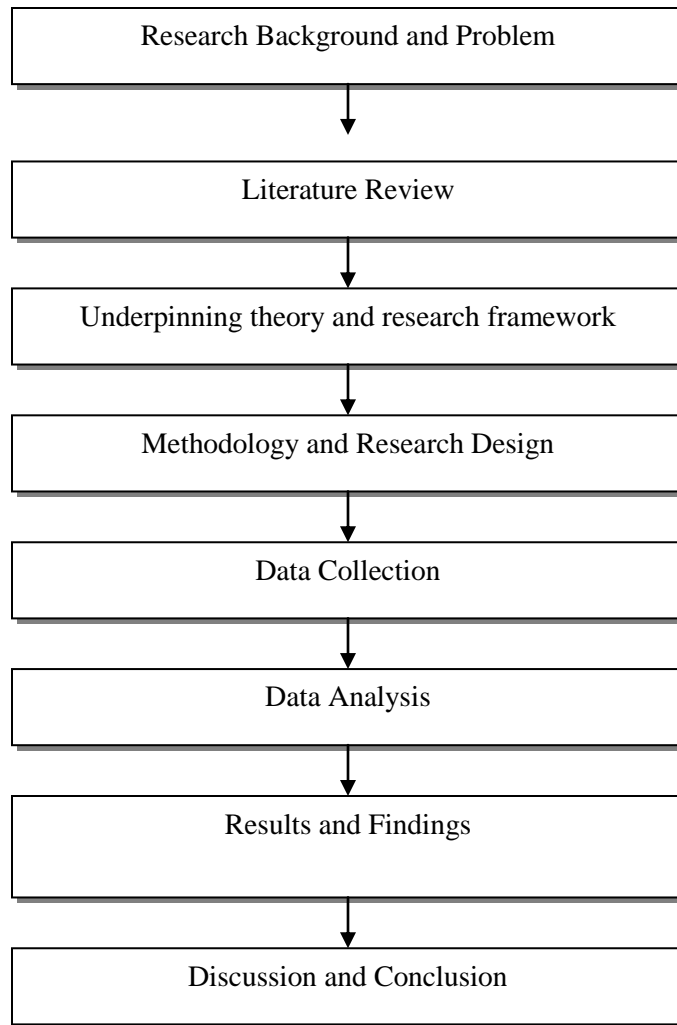 Research Background and Problem
Literature Review
Underpinning theory and research framework
Methodology and Research Design
Data Collection
Data Analysis
Results and Findings
Discussion and Conclusion